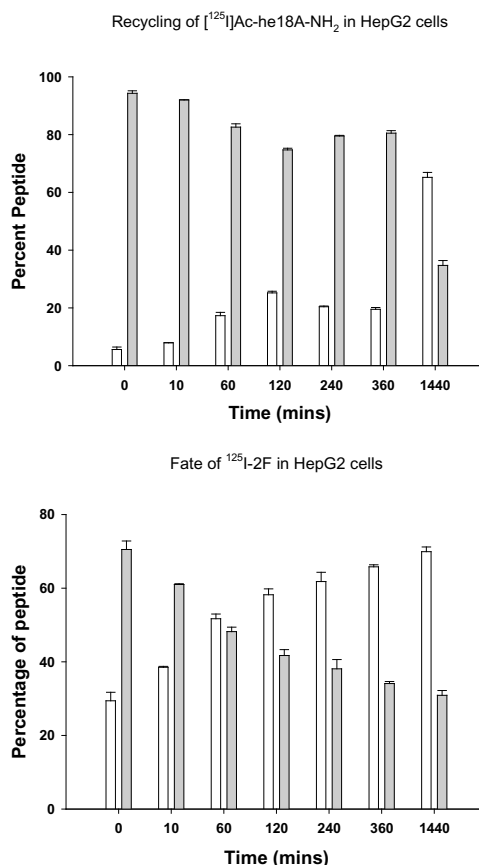 Recycling of [¹²⁵I]Ac-he18A-NH₂ in HepG2 cells
100
80
60
40
20
0
Percent Peptide
0 10 60 120 240 360 1440
Time (mins)
Fate of ¹²⁵I-2F in HepG2 cells
80
60
40
20
0
Percentage of peptide
0 10 60 120 240 360 1440
Time (mins)